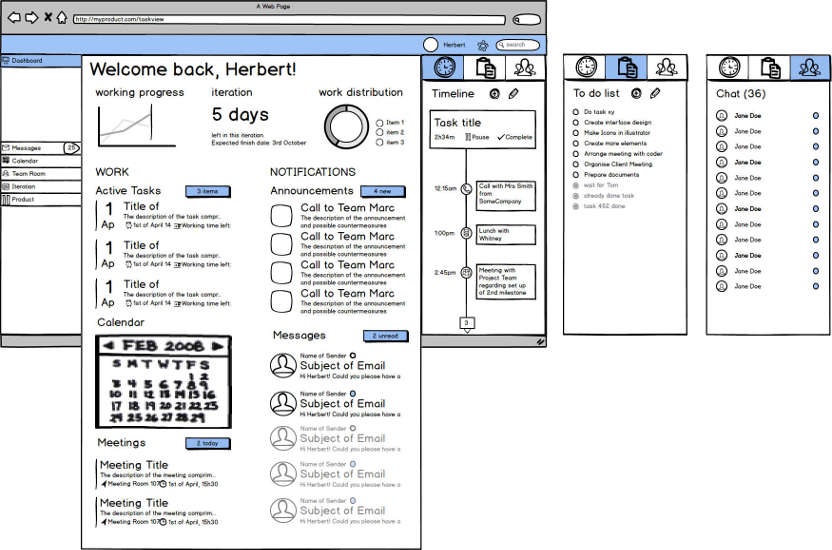 A Web Page
http://myproduct.com/taskview
Herbert
search
Dashboard
Messages 25
Calendar
Team Room
Iteration
Product
Welcome back, Herbert!
working progress
iteration
5 days
left in this iteration
Expected finish date: 3rd October
work distribution
Item 1
item 2
item 3
WORK
Active Tasks
3 items
1
Ap
Title of
The description of the task compr..
1st of April 14 Working time left:
1
Ap
Title of
The description of the task compr..
1st of April 14 Working time left:
1
Ap
Title of
The description of the task compr..
1st of April 14 Working time left:
Calendar
FEB 2008
S M T W T F S
1 2
3 4 5 6 7 8 9
10 11 12 13 14 15 16
17 18 19 20 21 22 23
24 25 26 27 28 29
Meetings
2 today
Meeting Title
The description of the meeting comprim..
Meeting Room 107 1st of April, 15h30
Meeting Title
The description of the meeting comprim..
Meeting Room 107 1st of April, 15h30
NOTIFICATIONS
Announcements
4 new
Call to Team Marc
The description of the announcement
and possible countermeasures
Call to Team Marc
The description of the announcement
and possible countermeasures
Call to Team Marc
The description of the announcement
and possible countermeasures
Call to Team Marc
The description of the announcement
and possible countermeasures
Messages
2 unread
Name of Sender
Subject of Email
Hi Herbert! Could you please have a
Name of Sender
Subject of Email
Hi Herbert! Could you please have a
Name of Sender
Subject of Email
Hi Herbert! Could you please have a
Name of Sender
Subject of Email
Hi Herbert! Could you please have a
Name of Sender
Subject of Email
Hi Herbert! Could you please have a
Timeline
Task title
2h34m Pause Complete
12:15am
Call with Mrs Smith
from
SomeCompany
1:00pm
Lunch with
Whitney
2:45pm
Meeting with
Project Team
regarding set up
of 2nd milestone
3
To do list
Do task xy
Create interface design
Make Icons in illustrator
Create more elements
Arrange meeting with coder
Organise Client Meeting
Prepare documents
wait for Tom
already done task
task 452 done
Chat (36)
Jane Doe
Jane Doe
Jane Doe
Jane Doe
Jane Doe
Jane Doe
Jane Doe
Jane Doe
Jane Doe
Jane Doe
Jane Doe
Jane Doe